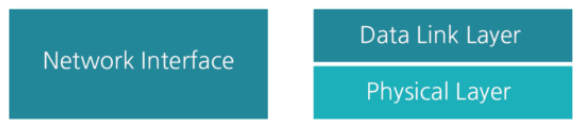 Network Interface
Data Link Layer
Physical Layer